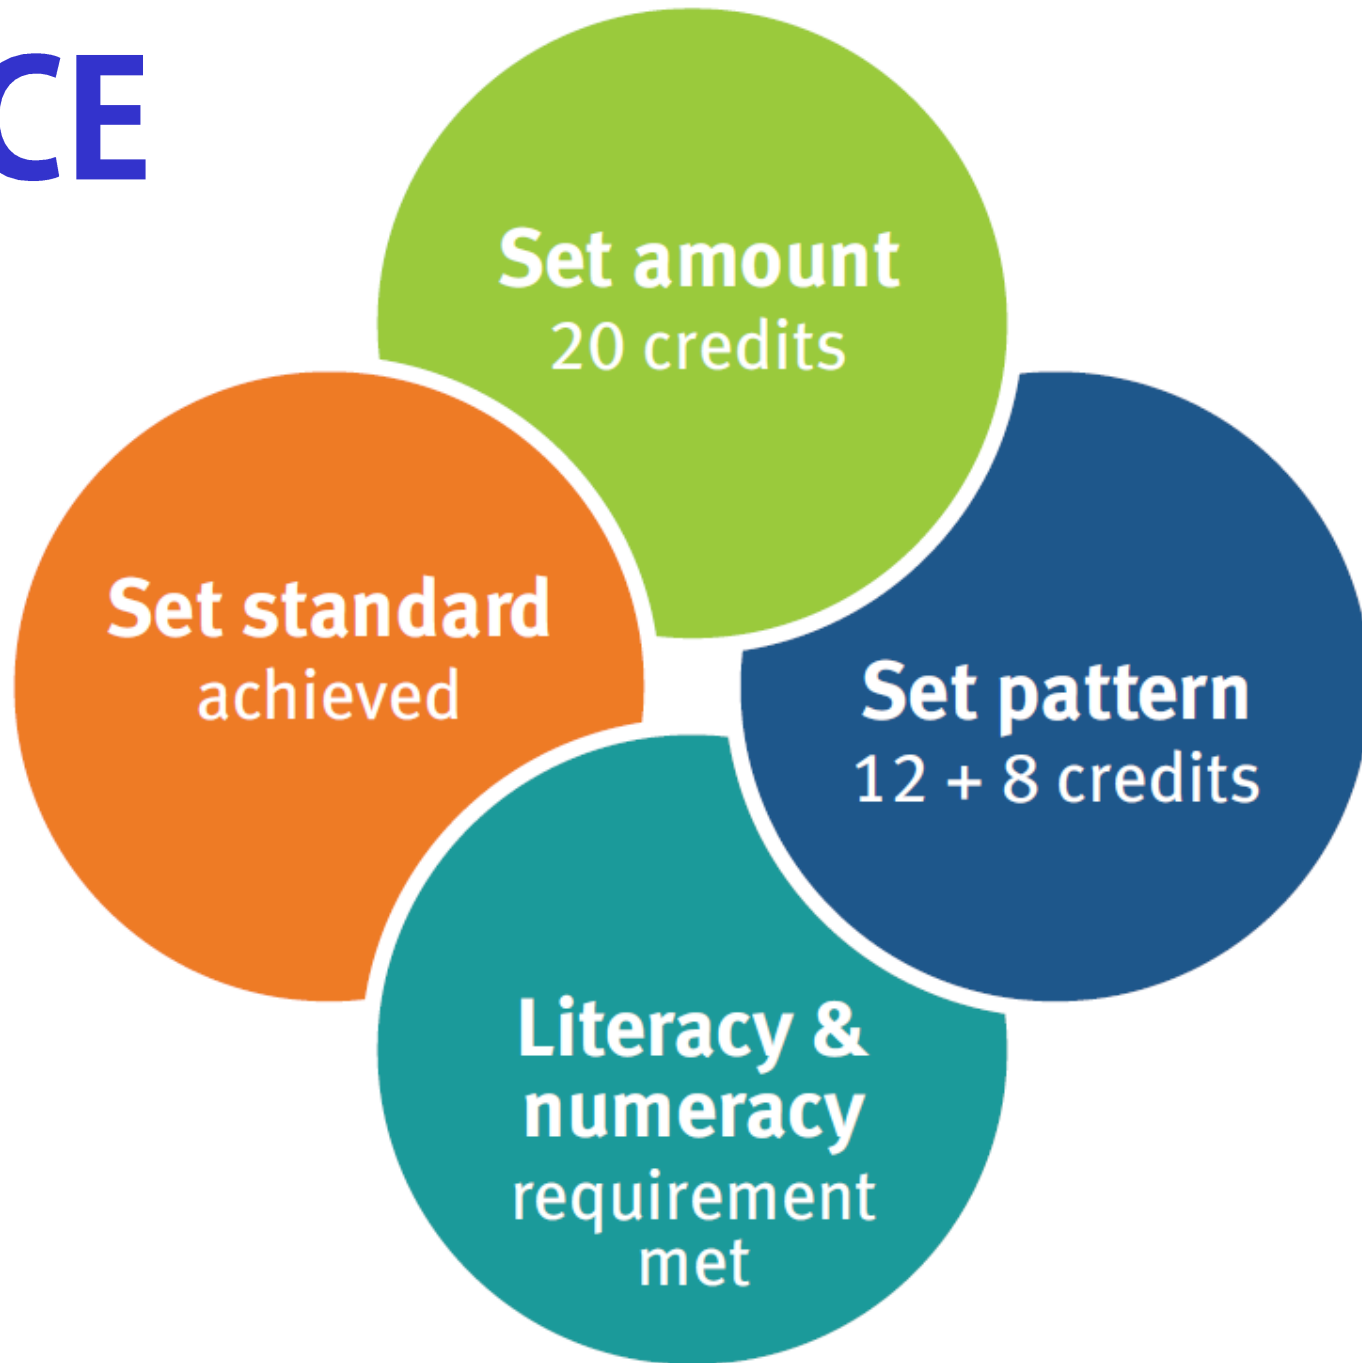 CE
Set amount
20 credits
Set standard
achieved
Set pattern
12 + 8 credits
Literacy &
numeracy
requirement
met